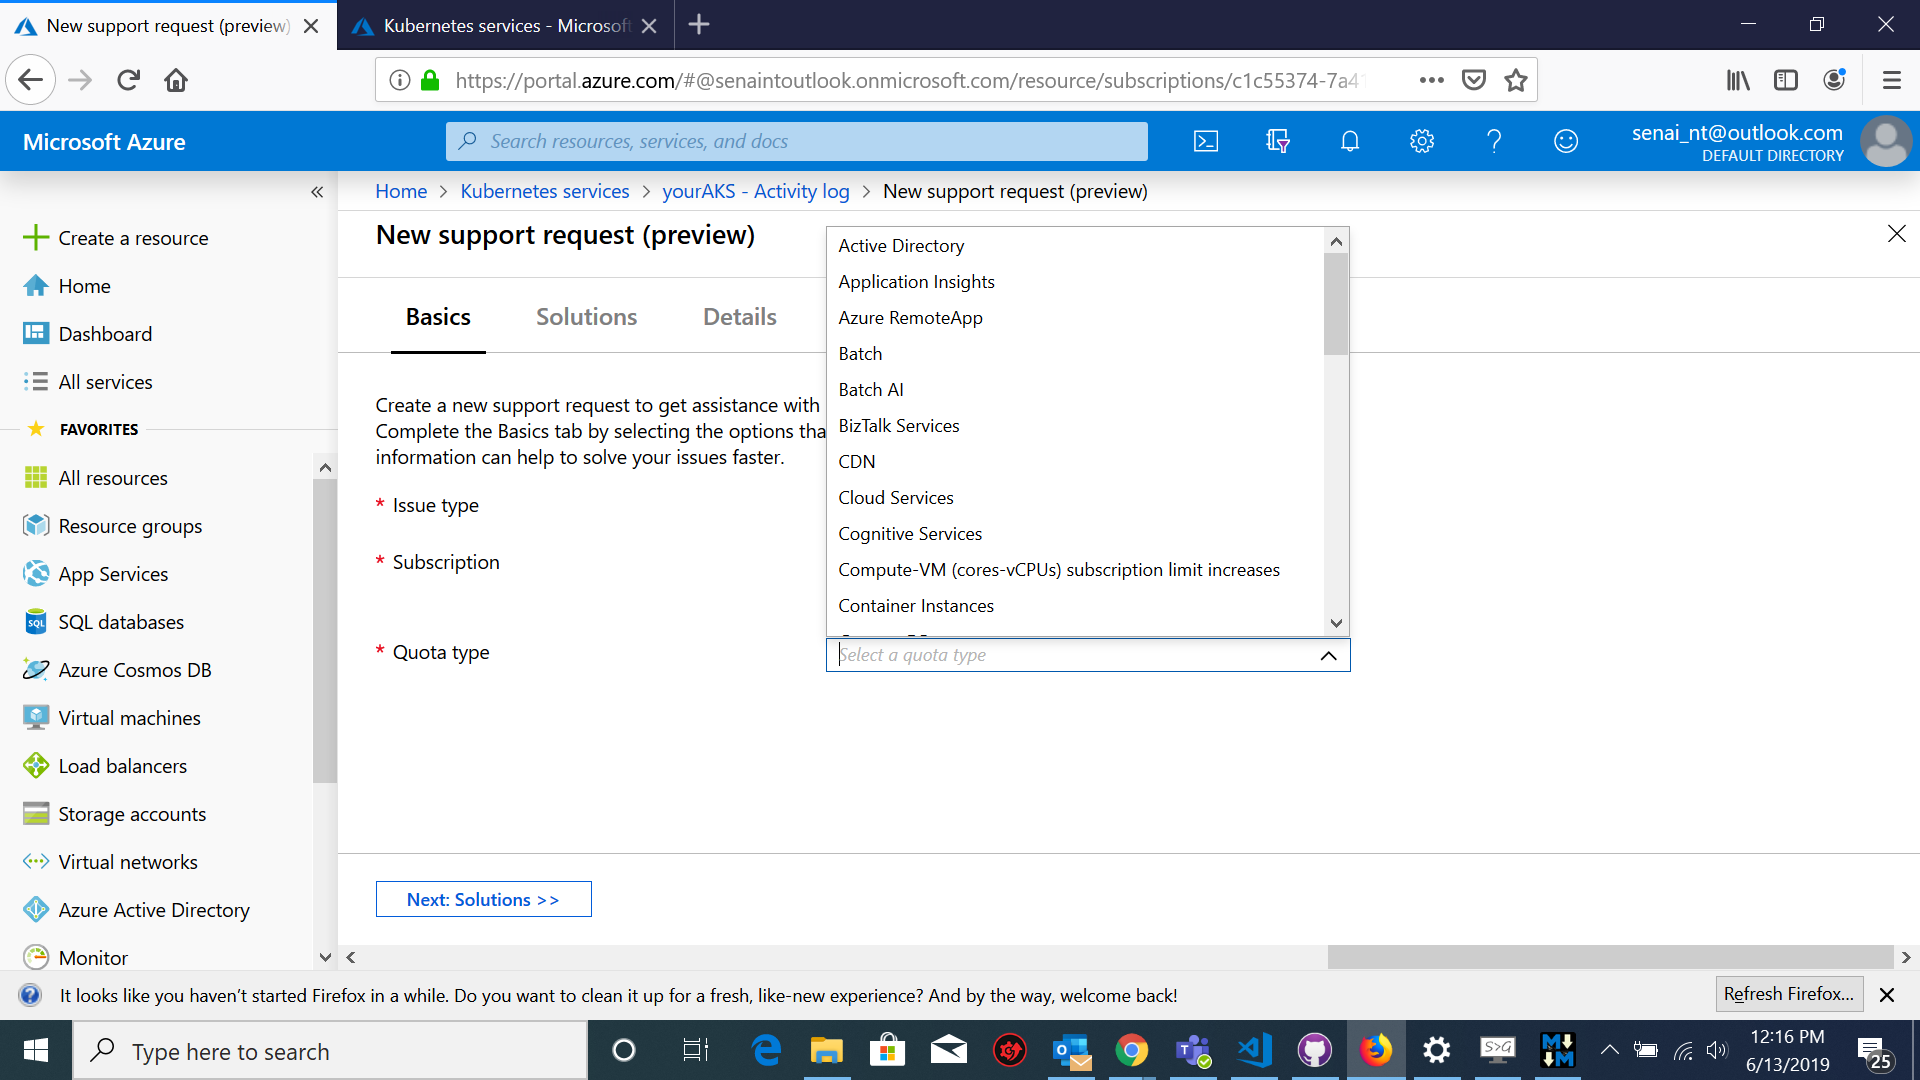 New support request (preview)
Kubernetes services - Microsoft
https://portal.azure.com/#@senaintoutlook.onmicrosoft.com/resource/subscriptions/c1c55374-7a41
Microsoft Azure
Search resources, services, and docs
senai_nt@outlook.com
DEFAULT DIRECTORY
Home > Kubernetes services > yourAKS - Activity log > New support request (preview)
Create a resource
Home
Dashboard
All services
FAVORITES
All resources
Resource groups
App Services
SQL databases
Azure Cosmos DB
Virtual machines
Load balancers
Storage accounts
Virtual networks
Azure Active Directory
Monitor
New support request (preview)
Basics
Solutions
Details
Create a new support request to get assistance with
Complete the Basics tab by selecting the options tha
information can help to solve your issues faster.
* Issue type
* Subscription
* Quota type
Active Directory
Application Insights
Azure RemoteApp
Batch
Batch AI
BizTalk Services
CDN
Cloud Services
Cognitive Services
Compute-VM (cores-vCPUs) subscription limit increases
Container Instances
Select a quota type
Next: Solutions >>
It looks like you haven't started Firefox in a while. Do you want to clean it up for a fresh, like-new experience? And by the way, welcome back!
Refresh Firefox...
Type here to search
S>G
12:16 PM
6/13/2019
25